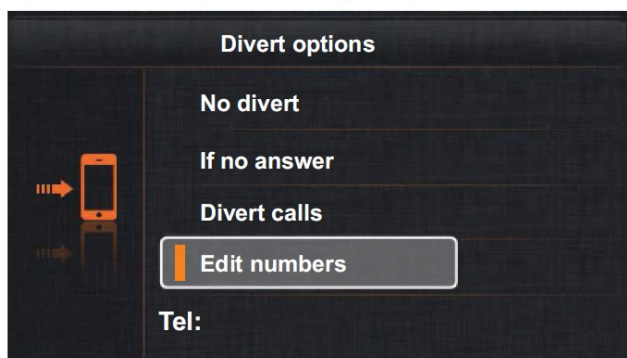 Divert options
No divert
If no answer
Divert calls
Edit numbers
Tel: